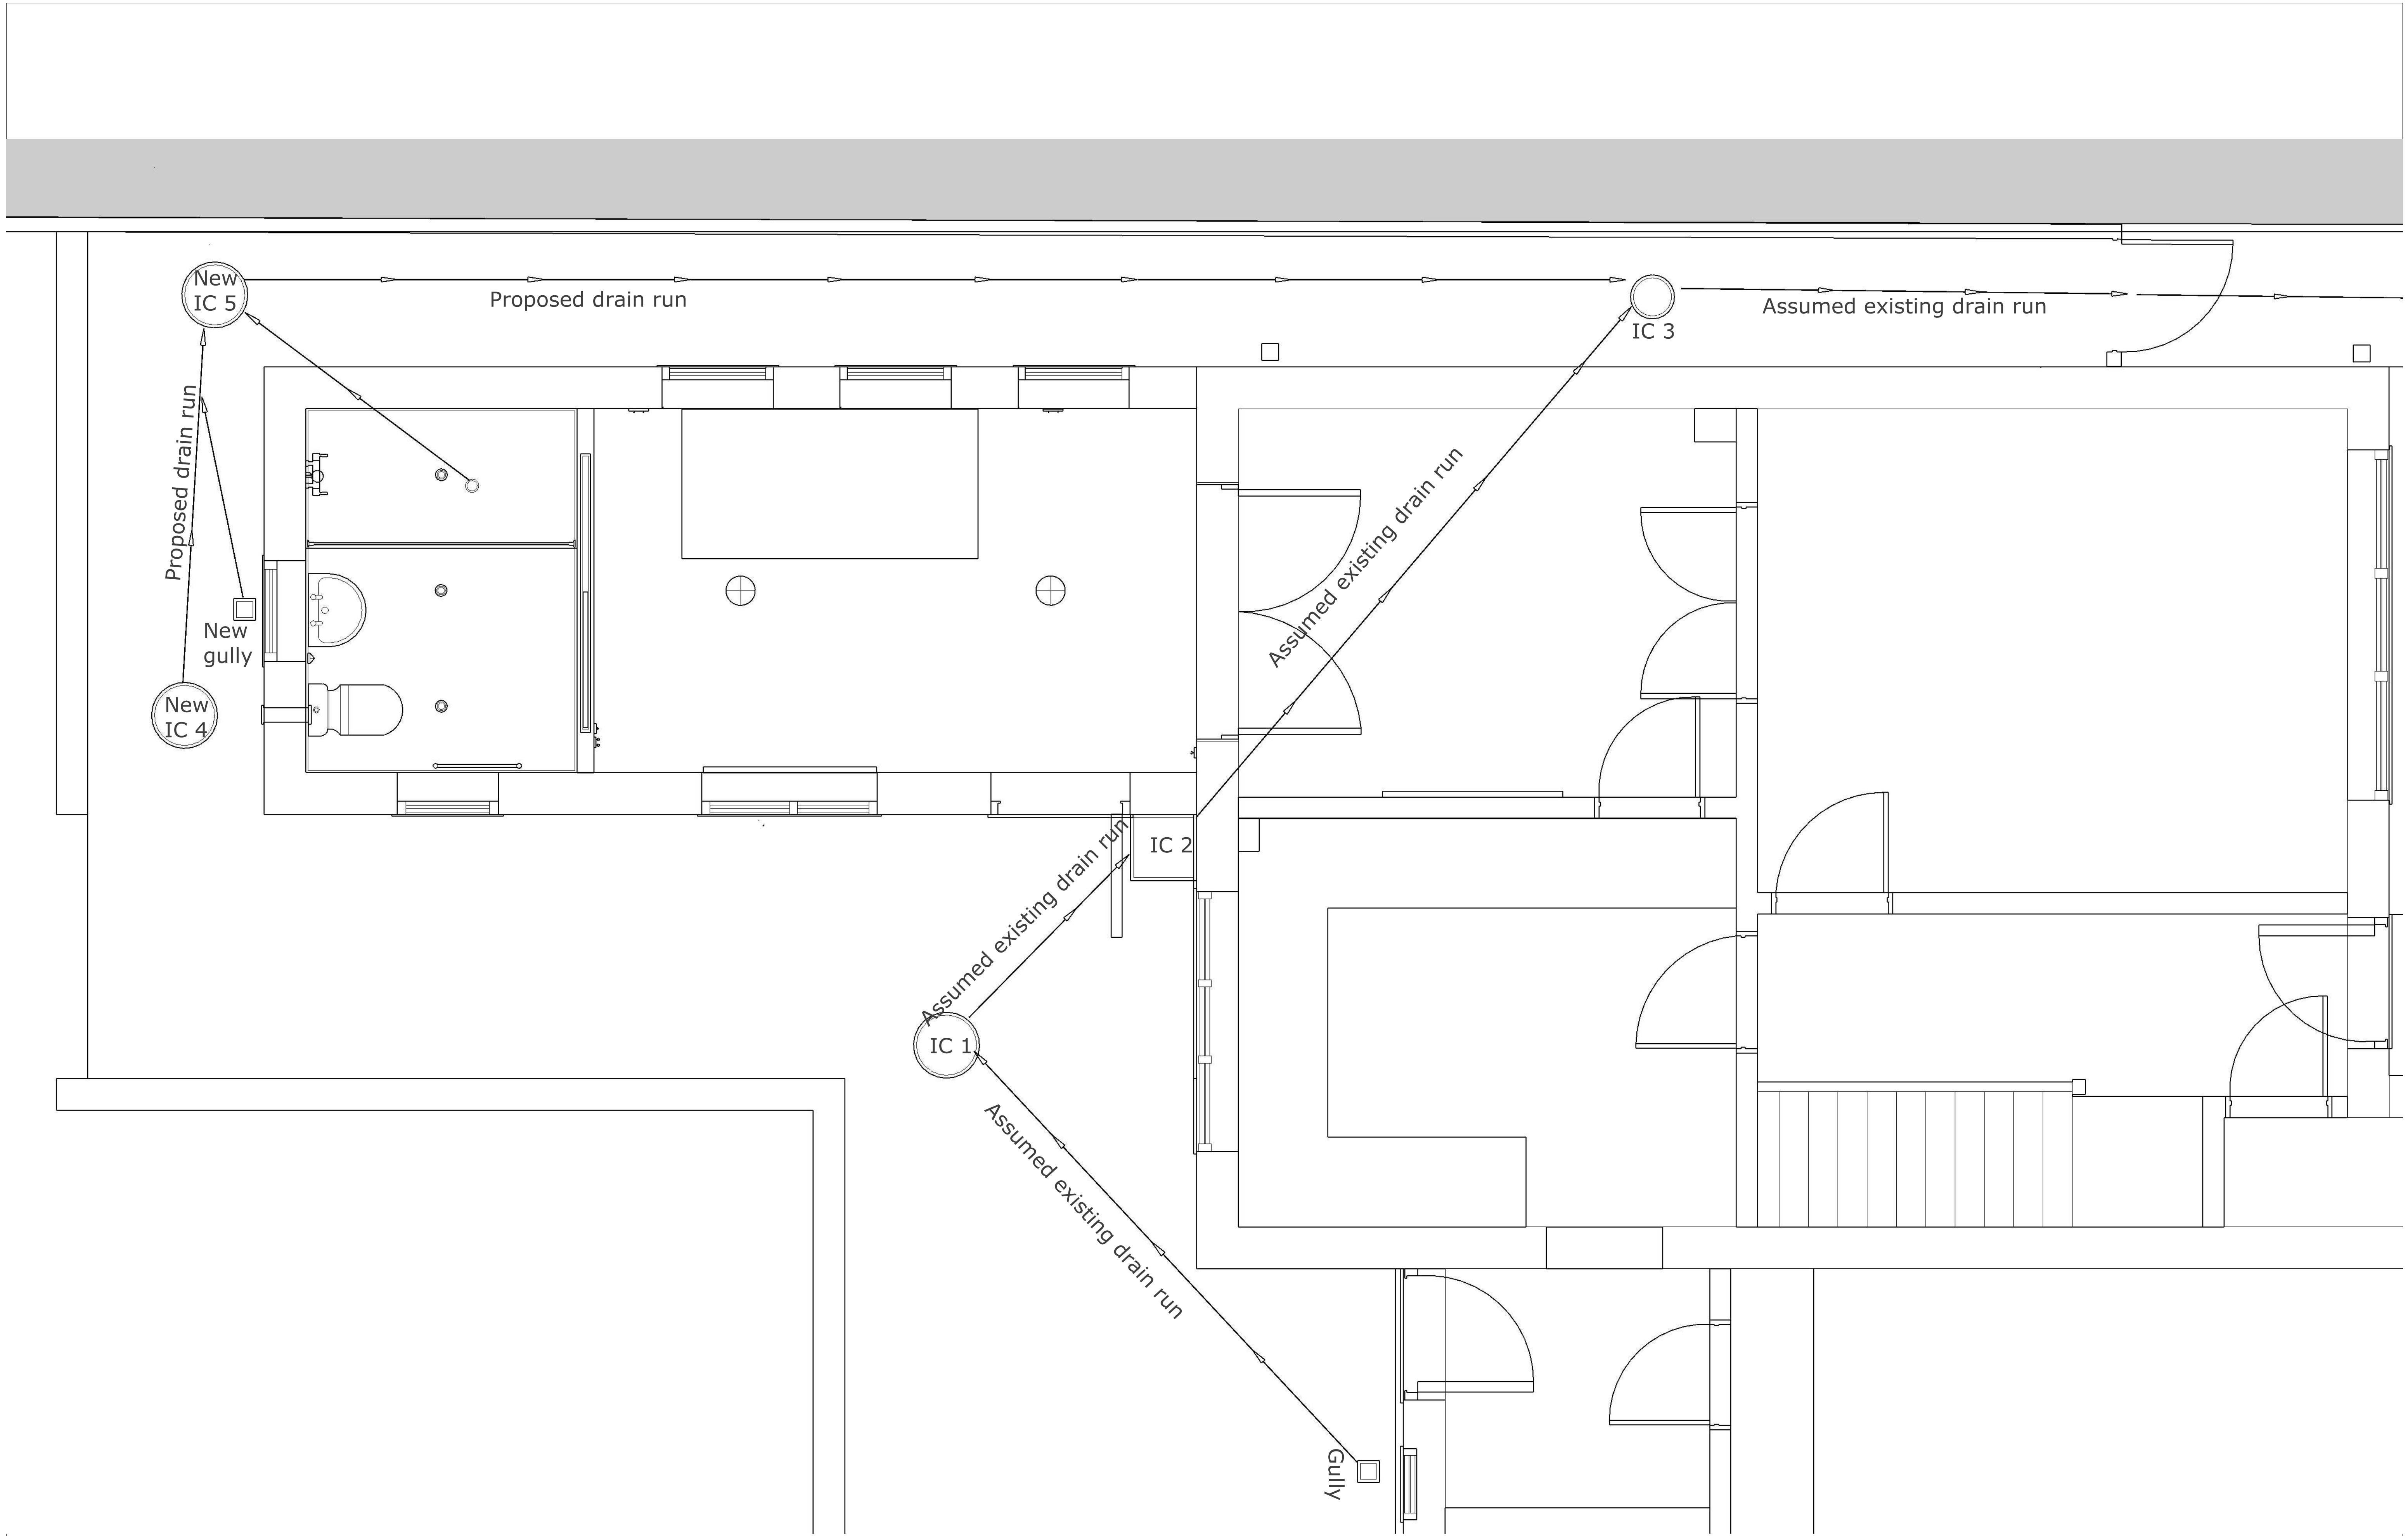 New
IC 5
Proposed drain run
IC 3
Assumed existing drain run
Proposed drain run
Assumed existing drain run
New
gully
New
IC 4
IC 2
Assumed existing drain run
IC 1
Assumed existing drain run
Gully